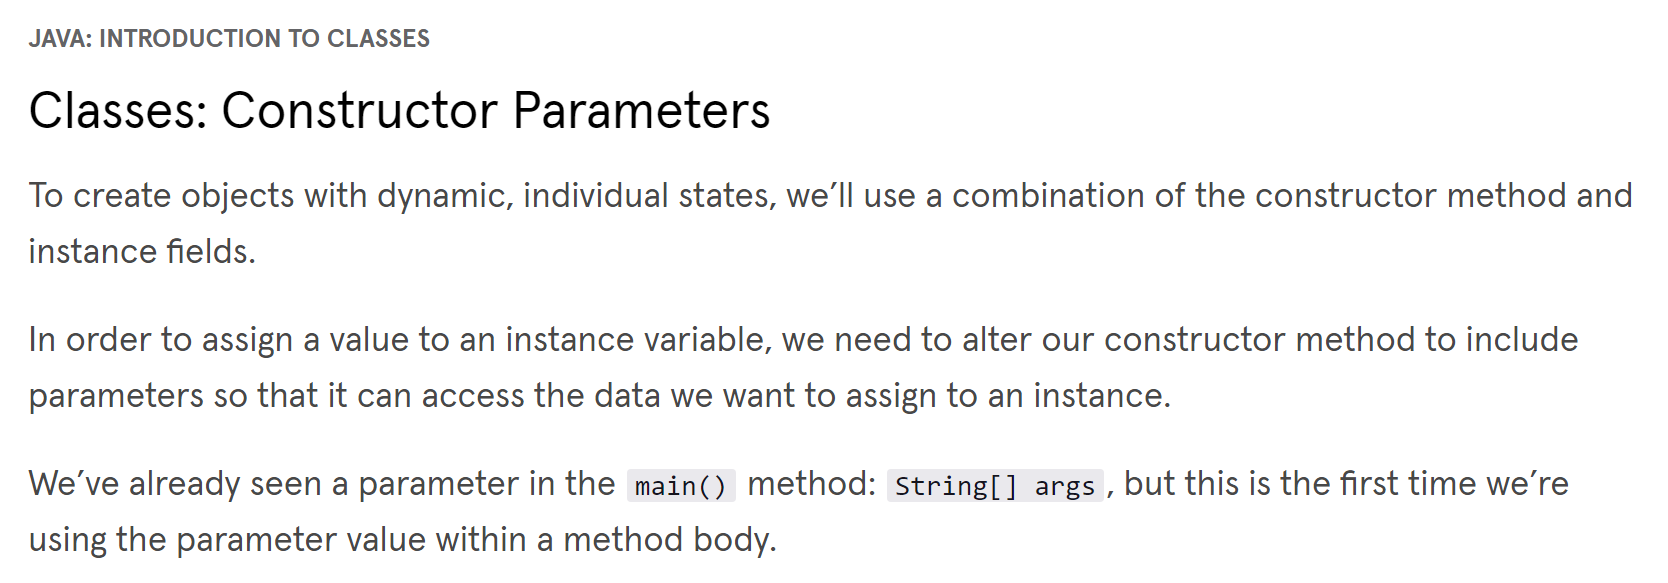 JAVA: INTRODUCTION TO CLASSES
Classes: Constructor Parameters
To create objects with dynamic, individual states, we’ll use a combination of the constructor method and
instance fields.
In order to assign a value to an instance variable, we need to alter our constructor method to include
parameters so that it can access the data we want to assign to an instance.
We’ve already seen a parameter in the main() method: String[] args, but this is the first time we’re
using the parameter value within a method body.